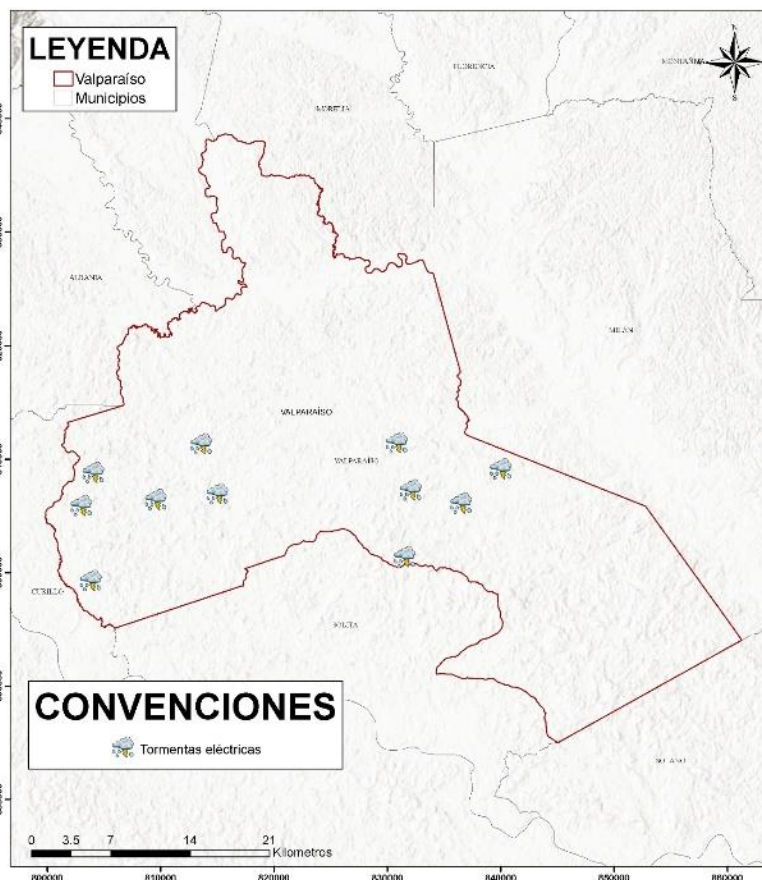 LEYENDA
Valparaíso
Municipios
N
S
FLORENCIA
MORELIA
ALBANIA
MILÁN
VALPARAÍSO
VALPARAÍSO
CURILLO
SOLITA
SOLANO
CONVENCIONES
Tormentas eléctricas
0 3.5 7 14 21
Kilometros
800000 810000 820000 830000 840000 850000 860000